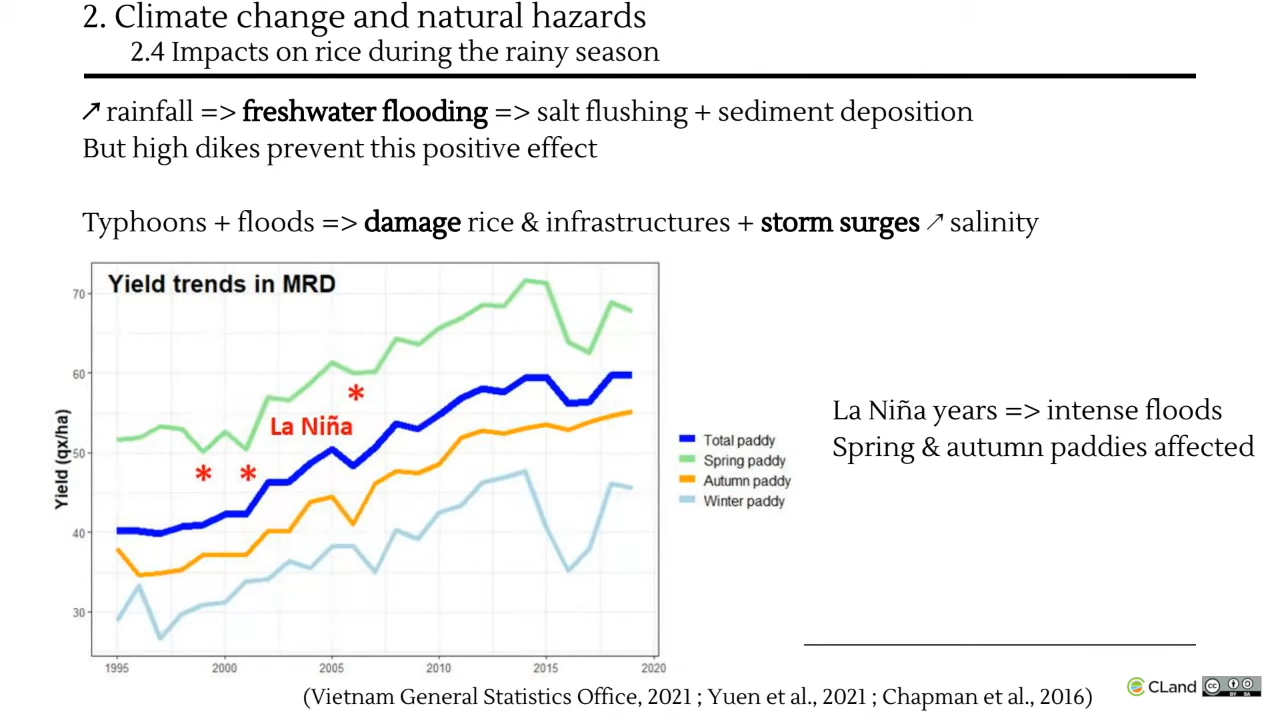 2. Climate change and natural hazards
2.4 Impacts on rice during the rainy season
↗ rainfall => freshwater flooding => salt flushing + sediment deposition
But high dikes prevent this positive effect
Typhoons + floods => damage rice & infrastructures + storm surges ↗ salinity
Yield trends in MRD
Yield (qx/ha)
70
60
50
40
30
* * *
La Niña
1995 2000 2005 2010 2015 2020
Total paddy
Spring paddy
Autumn paddy
Winter paddy
La Niña years => intense floods
Spring & autumn paddies affected
(Vietnam General Statistics Office, 2021 ; Yuen et al., 2021 ; Chapman et al., 2016)
CLand
cc BY SA